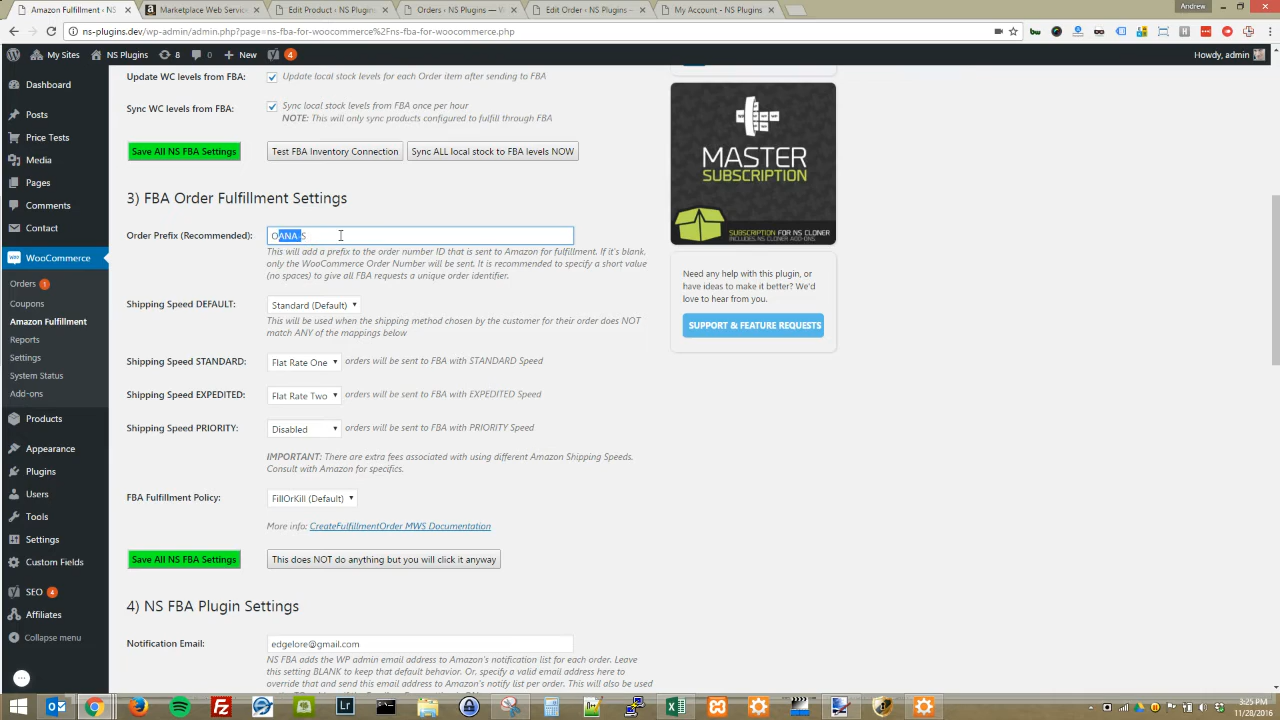 Amazon Fulfillment ‹ NS
Marketplace Web Servic
Edit Product ‹ NS Plugins
Orders ‹ NS Plugins — W
Edit Order ‹ NS Plugins –
My Account - NS Plugins
Andrew
ns-plugins.dev/wp-admin/admin.php?page=ns-fba-for-woocommerce%2Fns-fba-for-woocommerce.php
My Sites
NS Plugins
8
0
New
4
Howdy, admin
Dashboard
Posts
Price Tests
Media
Pages
Comments
Contact
WooCommerce
Orders 1
Coupons
Amazon Fulfillment
Reports
Settings
System Status
Add-ons
Products
Appearance
Plugins
Users
Tools
Settings
Custom Fields
SEO 4
Affiliates
Collapse menu
Update WC levels from FBA:
Update local stock levels for each Order item after sending to FBA
Sync WC levels from FBA:
Sync local stock levels from FBA once per hour
NOTE: This will only sync products configured to fulfill through FBA
Save All NS FBA Settings
Test FBA Inventory Connection
Sync ALL local stock to FBA levels NOW
3) FBA Order Fulfillment Settings
Order Prefix (Recommended):
OANA-S
This will add a prefix to the order number ID that is sent to Amazon for fulfillment. If it's blank,
only the WooCommerce Order Number will be sent. It is recommended to specify a short value
(no spaces) to give all FBA requests a unique order identifier.
Shipping Speed DEFAULT:
Standard (Default)
This will be used when the shipping method chosen by the customer for their order does NOT
match ANY of the mappings below
Shipping Speed STANDARD:
Flat Rate One
orders will be sent to FBA with STANDARD Speed
Shipping Speed EXPEDITED:
Flat Rate Two
orders will be sent to FBA with EXPEDITED Speed
Shipping Speed PRIORITY:
Disabled
orders will be sent to FBA with PRIORITY Speed
IMPORTANT: There are extra fees associated with using different Amazon Shipping Speeds.
Consult with Amazon for specifics.
FBA Fulfillment Policy:
FillOrKill (Default)
More info: CreateFulfillmentOrder MWS Documentation
Save All NS FBA Settings
This does NOT do anything but you will click it anyway
4) NS FBA Plugin Settings
Notification Email:
edgelore@gmail.com
NS FBA adds the WP admin email address to Amazon's notification list for each order. Leave
this setting BLANK to keep that default behavior. Or, specify a valid email address to
override that and send this email address to Amazon's notify list per order. This will also be used
MASTER
SUBSCRIPTION
SUBSCRIPTION FOR NS CLONER
INCLUDES NS CLONER ADD-ONS.
Need any help with this plugin, or
have ideas to make it better? We'd
love to hear from you.
SUPPORT & FEATURE REQUESTS
3:25 PM
11/28/2016